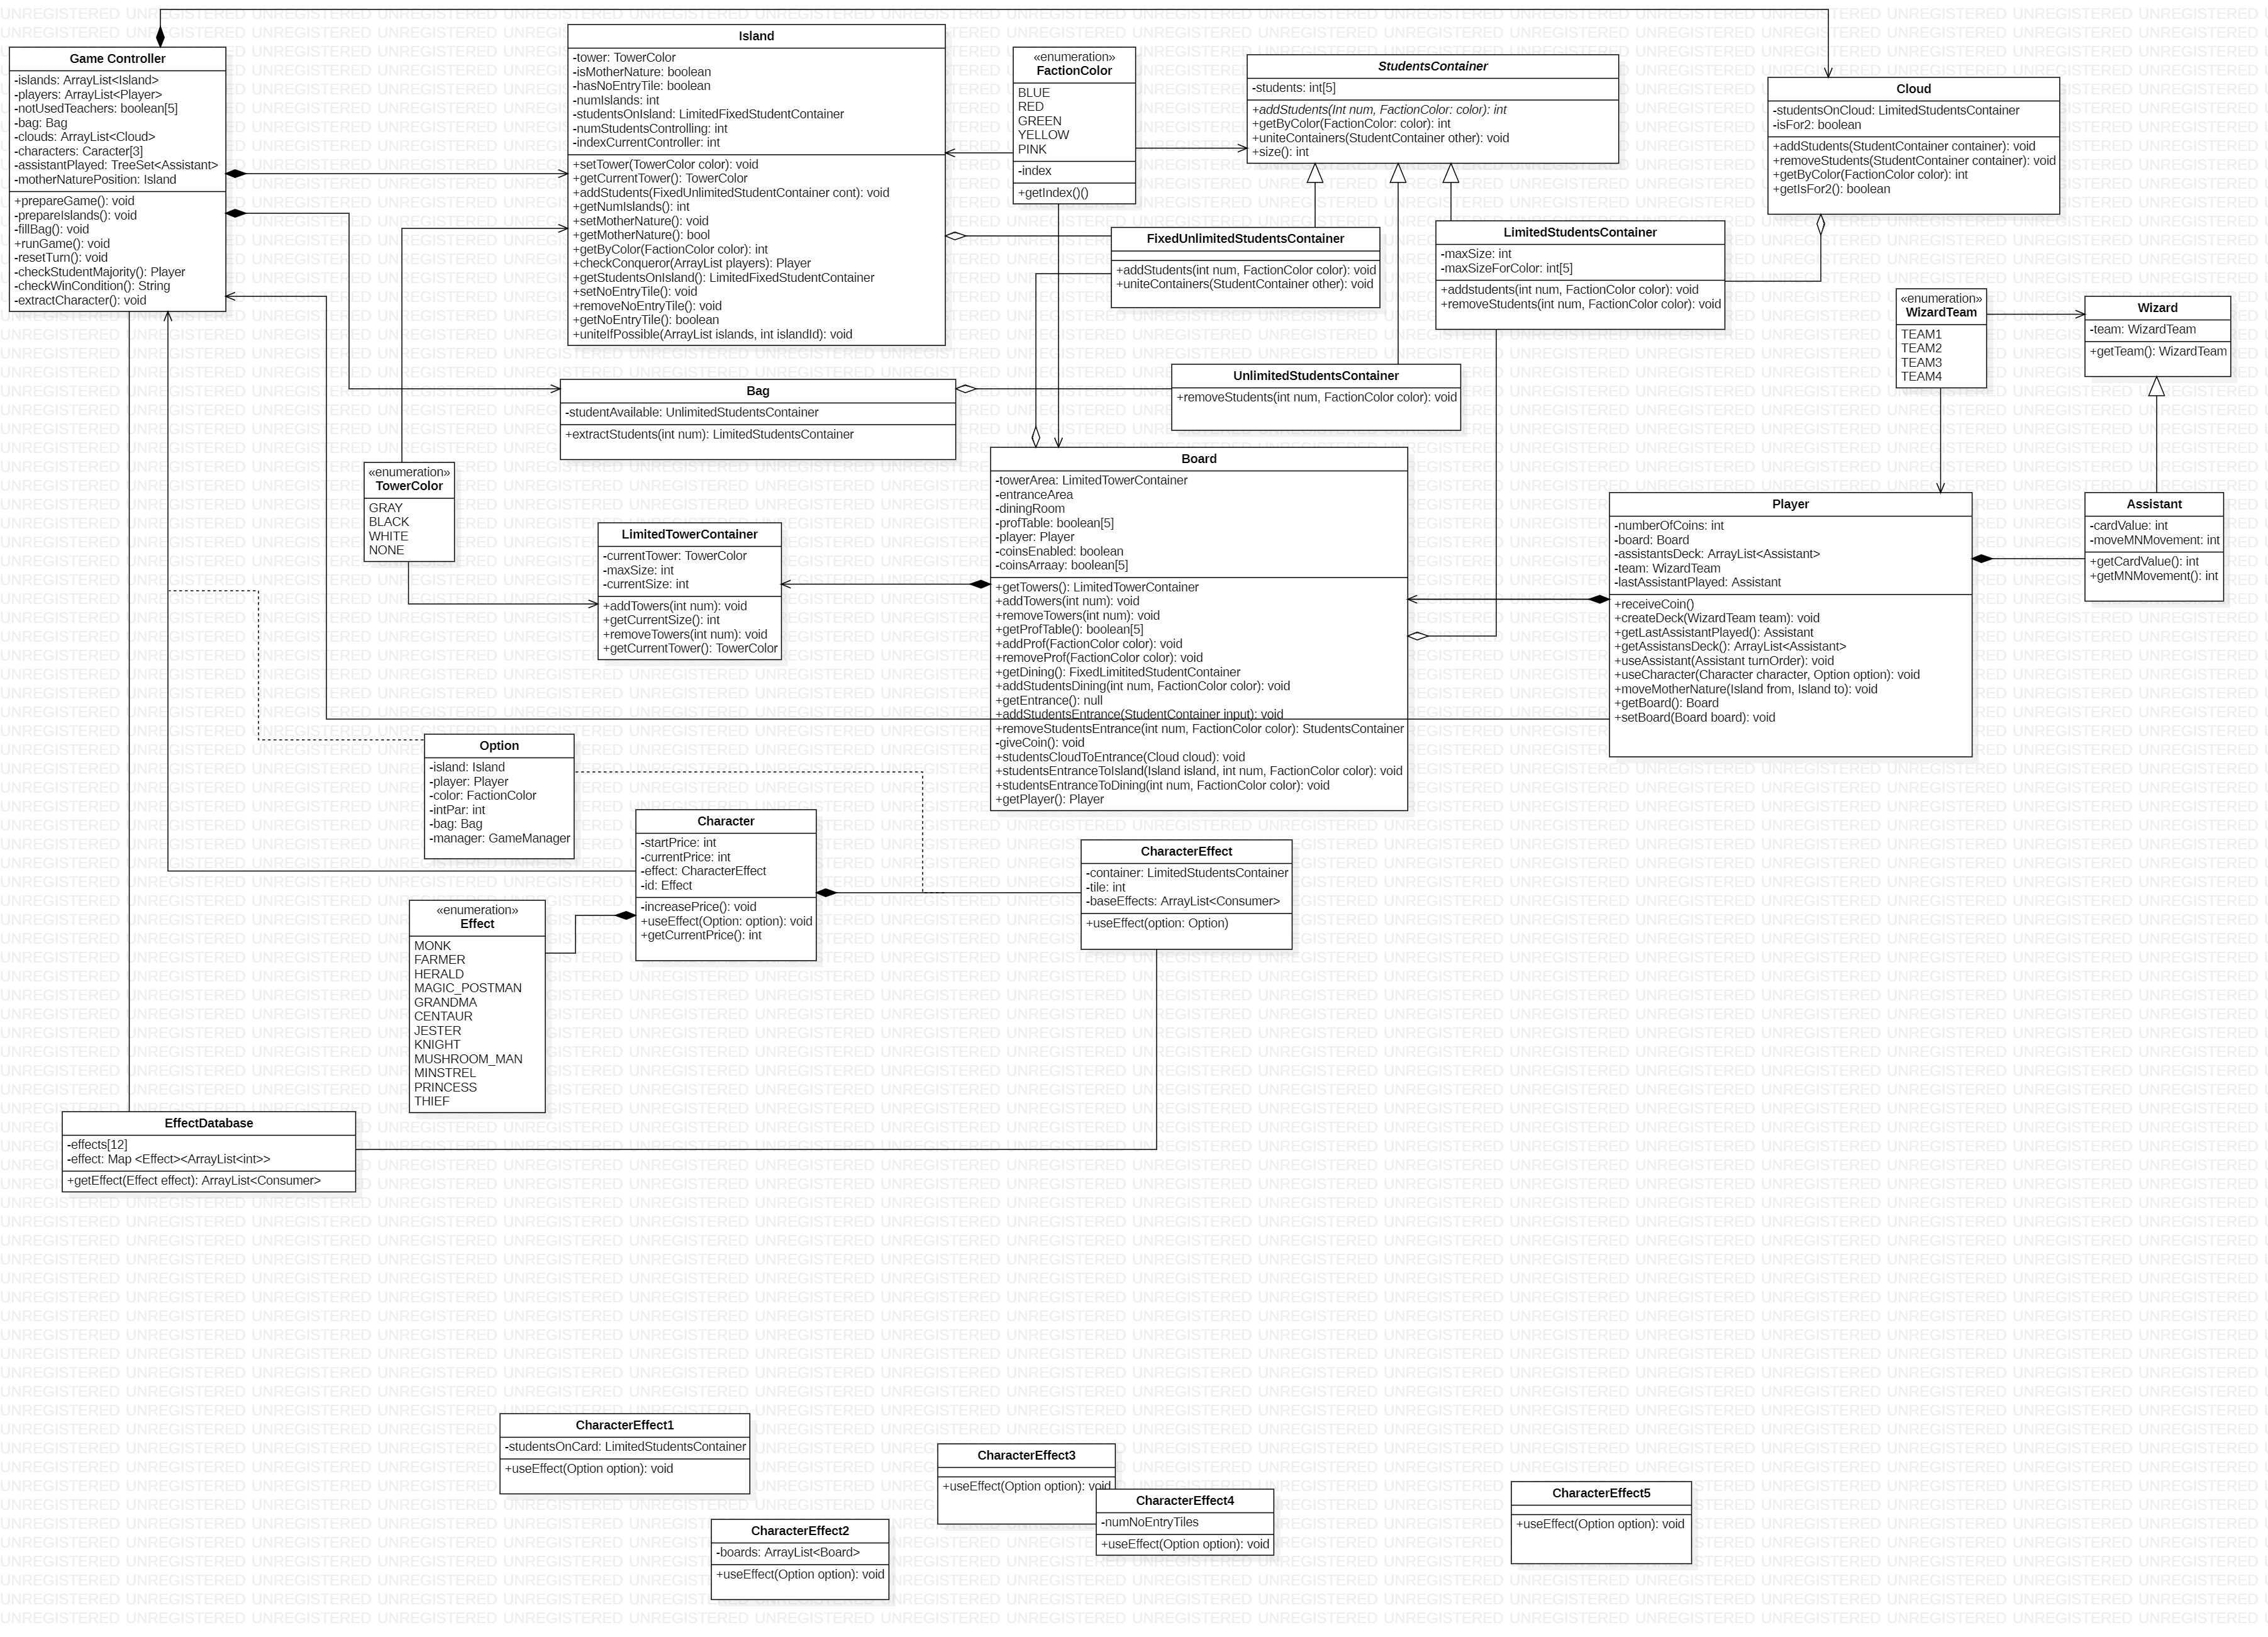 Game Controller
-islands: ArrayList<Island>
-players: ArrayList<Player>
-notUsedTeachers: boolean[5]
-bag: Bag
-clouds: ArrayList<Cloud>
-characters: Caracter[3]
-assistantPlayed: TreeSet<Assistant>
-motherNaturePosition: Island
+prepareGame(): void
-prepareIslands(): void
-fillBag(): void
+runGame(): void
-resetTurn(): void
-checkStudentMajority(): Player
-checkWinCondition(): String
-extractCharacter(): void
Island
-tower: TowerColor
-isMotherNature: boolean
-hasNoEntryTile: boolean
-numIslands: int
-studentsOnIsland: LimitedFixedStudentContainer
-numStudentsControlling: int
-indexCurrentController: int
+setTower(TowerColor color): void
+getCurrentTower(): TowerColor
+addStudents(FixedUnlimitedStudentContainer cont): void
+getNumIslands(): int
+setMotherNature(): void
+getMotherNature(): bool
+getByColor(FactionColor color): int
+checkConqueror(ArrayList players): Player
+getStudentsOnIsland(): LimitedFixedStudentContainer
+setNoEntryTile(): void
+removeNoEntryTile(): void
+getNoEntryTile(): boolean
+uniteIfPossible(ArrayList islands, int islandId): void
«enumeration»
FactionColor
BLUE
RED
GREEN
YELLOW
PINK
-index
+getIndex()()
StudentsContainer
-students: int[5]
+addStudents(Int num, FactionColor: color): int
+getByColor(FactionColor: color): int
+uniteContainers(StudentContainer other): void
+size(): int
Cloud
-studentsOnCloud: LimitedStudentsContainer
-isFor2: boolean
+addStudents(StudentContainer container): void
+removeStudents(StudentContainer container): void
+getByColor(FactionColor color): int
+getIsFor2(): boolean
FixedUnlimitedStudentsContainer
+addStudents(int num, FactionColor color): void
+uniteContainers(StudentContainer other): void
LimitedStudentsContainer
-maxSize: int
-maxSizeForColor: int[5]
+addstudents(int num, FactionColor color): void
+removeStudents(int num, FactionColor color): void
«enumeration»
WizardTeam
TEAM1
TEAM2
TEAM3
TEAM4
Wizard
-team: WizardTeam
+getTeam(): WizardTeam
Bag
-studentAvailable: UnlimitedStudentsContainer
+extractStudents(int num): LimitedStudentsContainer
UnlimitedStudentsContainer
+removeStudents(int num, FactionColor color): void
«enumeration»
TowerColor
GRAY
BLACK
WHITE
NONE
LimitedTowerContainer
-currentTower: TowerColor
-maxSize: int
-currentSize: int
+addTowers(int num): void
+getCurrentSize(): int
+removeTowers(int num): void
+getCurrentTower(): TowerColor
Board
-towerArea: LimitedTowerContainer
-entranceArea
-diningRoom
-profTable: boolean[5]
-player: Player
-coinsEnabled: boolean
-coinsArraay: boolean[5]
+getTowers(): LimitedTowerContainer
+addTowers(int num): void
+removeTowers(int num): void
+getProfTable(): boolean[5]
+addProf(FactionColor color): void
+removeProf(FactionColor color): void
+getDining(): FixedLimititedStudentContainer
+addStudentsDining(int num, FactionColor color): void
+getEntrance(): null
+addStudentsEntrance(StudentContainer input): void
+removeStudentsEntrance(int num, FactionColor color): StudentsContainer
-giveCoin(): void
+studentsCloudToEntrance(Cloud cloud): void
+studentsEntranceToIsland(Island island, int num, FactionColor color): void
+studentsEntranceToDining(int num, FactionColor color): void
+getPlayer(): Player
Player
-numberOfCoins: int
-board: Board
-assistantsDeck: ArrayList<Assistant>
-team: WizardTeam
-lastAssistantPlayed: Assistant
+receiveCoin()
+createDeck(WizardTeam team): void
+getLastAssistantPlayed(): Assistant
+getAssistansDeck(): ArrayList<Assistant>
+useAssistant(Assistant turnOrder): void
+useCharacter(Character character, Option option): void
+moveMotherNature(Island from, Island to): void
+getBoard(): Board
+setBoard(Board board): void
Assistant
-cardValue: int
-moveMNMovement: int
+getCardValue(): int
+getMNMovement(): int
Option
-island: Island
-player: Player
-color: FactionColor
-intPar: int
-bag: Bag
-manager: GameManager
Character
-startPrice: int
-currentPrice: int
-effect: CharacterEffect
-id: Effect
-increasePrice(): void
+useEffect(Option: option): void
+getCurrentPrice(): int
CharacterEffect
-container: LimitedStudentsContainer
-tile: int
-baseEffects: ArrayList<Consumer>
+useEffect(option: Option)
«enumeration»
Effect
MONK
FARMER
HERALD
MAGIC_POSTMAN
GRANDMA
CENTAUR
JESTER
KNIGHT
MUSHROOM_MAN
MINSTREL
PRINCESS
THIEF
EffectDatabase
-effects[12]
-effect: Map <Effect><ArrayList<int>>
+getEffect(Effect effect): ArrayList<Consumer>
CharacterEffect1
-studentsOnCard: LimitedStudentsContainer
+useEffect(Option option): void
CharacterEffect2
-boards: ArrayList<Board>
+useEffect(Option option): void
CharacterEffect3
+useEffect(Option option): void
CharacterEffect4
-numNoEntryTiles
+useEffect(Option option): void
CharacterEffect5
+useEffect(Option option): void